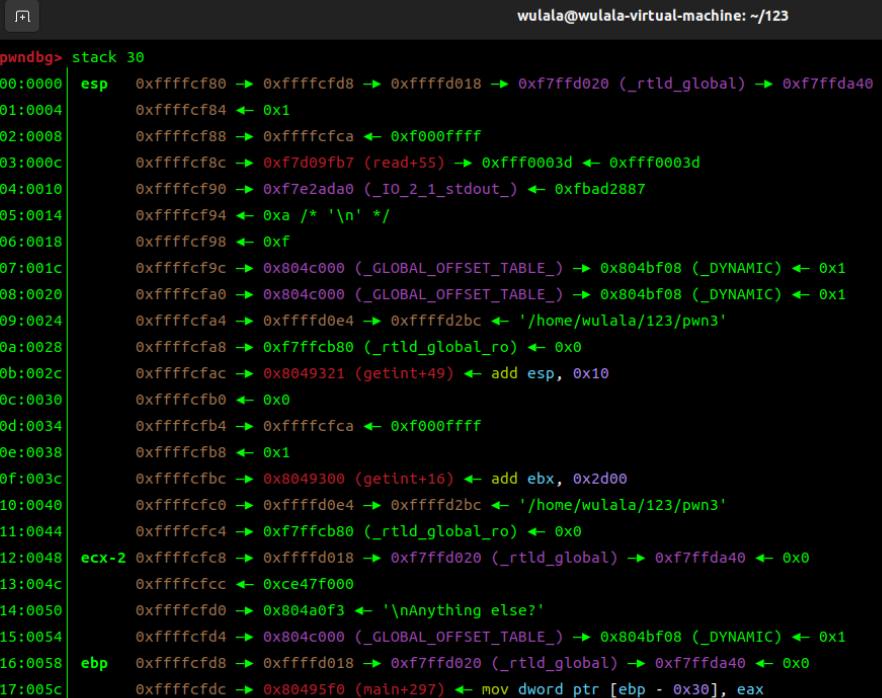 wulala@wulala-virtual-machine: ~/123
pwndbg> stack 30
00:0000│ esp 0xffffcf80 —▸ 0xffffcfd8 —▸ 0xffffd018 —▸ 0xf7ffd020 (_rtld_global) —▸ 0xf7ffda40
01:0004│ 0xffffcf84 ◂— 0x1
02:0008│ 0xffffcf88 —▸ 0xffffcfca ◂— 0xf000ffff
03:000c│ 0xffffcf8c —▸ 0xf7d09fb7 (read+55) —▸ 0xfff0003d ◂— 0xfff0003d
04:0010│ 0xffffcf90 —▸ 0xf7e2ada0 (_IO_2_1_stdout_) ◂— 0xfbad2887
05:0014│ 0xffffcf94 ◂— 0xa /* '\n' */
06:0018│ 0xffffcf98 ◂— 0xf
07:001c│ 0xffffcf9c —▸ 0x804c000 (_GLOBAL_OFFSET_TABLE_) —▸ 0x804bf08 (_DYNAMIC) ◂— 0x1
08:0020│ 0xffffcfa0 —▸ 0x804c000 (_GLOBAL_OFFSET_TABLE_) —▸ 0x804bf08 (_DYNAMIC) ◂— 0x1
09:0024│ 0xffffcfa4 —▸ 0xffffd0e4 —▸ 0xffffd2bc ◂— '/home/wulala/123/pwn3'
0a:0028│ 0xffffcfa8 —▸ 0xf7ffcb80 (_rtld_global_ro) ◂— 0x0
0b:002c│ 0xffffcfac —▸ 0x8049321 (getint+49) ◂— add esp, 0x10
0c:0030│ 0xffffcfb0 ◂— 0x0
0d:0034│ 0xffffcfb4 —▸ 0xffffcfca ◂— 0xf000ffff
0e:0038│ 0xffffcfb8 ◂— 0x1
0f:003c│ 0xffffcfbc —▸ 0x8049300 (getint+16) ◂— add ebx, 0x2d00
10:0040│ 0xffffcfc0 —▸ 0xffffd0e4 —▸ 0xffffd2bc ◂— '/home/wulala/123/pwn3'
11:0044│ 0xffffcfc4 —▸ 0xf7ffcb80 (_rtld_global_ro) ◂— 0x0
12:0048│ ecx-2 0xffffcfc8 —▸ 0xffffd018 —▸ 0xf7ffd020 (_rtld_global) —▸ 0xf7ffda40 ◂— 0x0
13:004c│ 0xffffcfcc ◂— 0xce47f000
14:0050│ 0xffffcfd0 —▸ 0x804a0f3 ◂— '\nAnything else?'
15:0054│ 0xffffcfd4 —▸ 0x804c000 (_GLOBAL_OFFSET_TABLE_) —▸ 0x804bf08 (_DYNAMIC) ◂— 0x1
16:0058│ ebp 0xffffcfd8 —▸ 0xffffd018 —▸ 0xf7ffd020 (_rtld_global) —▸ 0xf7ffda40 ◂— 0x0
17:005c│ 0xffffcfdc —▸ 0x80495f0 (main+297) ◂— mov dword ptr [ebp - 0x30], eax